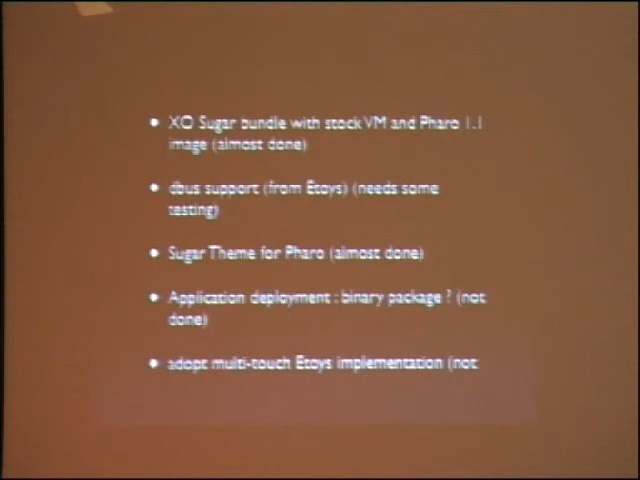 • XO Sugar bundle with stock VM and Pharo 1.1
image (almost done)
• dbus support (from Etoys) (needs some
testing)
• Sugar Theme for Pharo (almost done)
• Application deployment : binary package ? (not
done)
• adopt multi-touch Etoys implementation (not